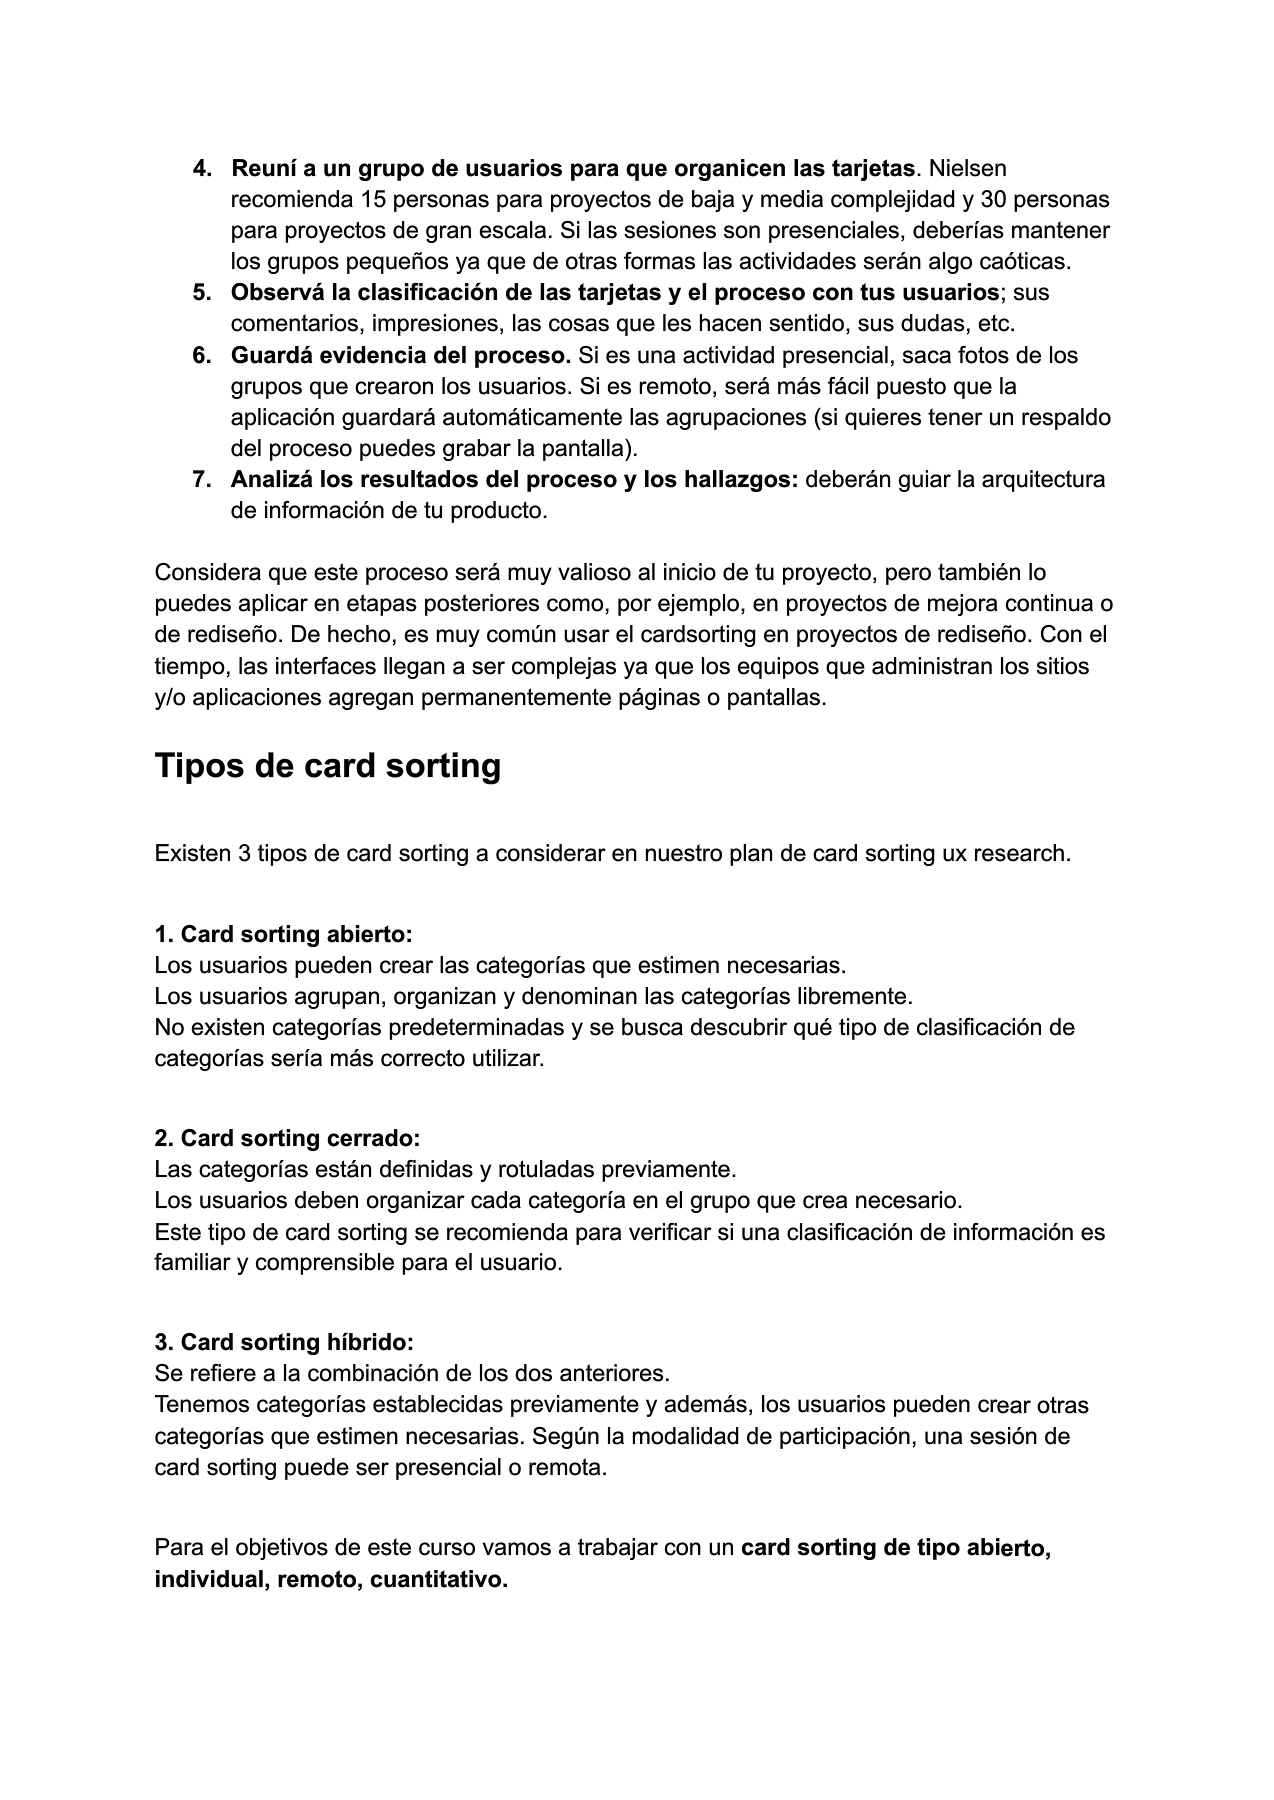 4. Reuní a un grupo de usuarios para que organicen las tarjetas. Nielsen
recomienda 15 personas para proyectos de baja y media complejidad y 30 personas
para proyectos de gran escala. Si las sesiones son presenciales, deberías mantener
los grupos pequeños ya que de otras formas las actividades serán algo caóticas.
5. Observá la clasificación de las tarjetas y el proceso con tus usuarios; sus
comentarios, impresiones, las cosas que les hacen sentido, sus dudas, etc.
6. Guardá evidencia del proceso. Si es una actividad presencial, saca fotos de los
grupos que crearon los usuarios. Si es remoto, será más fácil puesto que la
aplicación guardará automáticamente las agrupaciones (si quieres tener un respaldo
del proceso puedes grabar la pantalla).
7. Analizá los resultados del proceso y los hallazgos: deberán guiar la arquitectura
de información de tu producto.
Considera que este proceso será muy valioso al inicio de tu proyecto, pero también lo
puedes aplicar en etapas posteriores como, por ejemplo, en proyectos de mejora continua o
de rediseño. De hecho, es muy común usar el cardsorting en proyectos de rediseño. Con el
tiempo, las interfaces llegan a ser complejas ya que los equipos que administran los sitios
y/o aplicaciones agregan permanentemente páginas o pantallas.
Tipos de card sorting
Existen 3 tipos de card sorting a considerar en nuestro plan de card sorting ux research.
1. Card sorting abierto:
Los usuarios pueden crear las categorías que estimen necesarias.
Los usuarios agrupan, organizan y denominan las categorías libremente.
No existen categorías predeterminadas y se busca descubrir qué tipo de clasificación de
categorías sería más correcto utilizar.
2. Card sorting cerrado:
Las categorías están definidas y rotuladas previamente.
Los usuarios deben organizar cada categoría en el grupo que crea necesario.
Este tipo de card sorting se recomienda para verificar si una clasificación de información es
familiar y comprensible para el usuario.
3. Card sorting híbrido:
Se refiere a la combinación de los dos anteriores.
Tenemos categorías establecidas previamente y además, los usuarios pueden crear otras
categorías que estimen necesarias. Según la modalidad de participación, una sesión de
card sorting puede ser presencial o remota.
Para el objetivos de este curso vamos a trabajar con un card sorting de tipo abierto,
individual, remoto, cuantitativo.